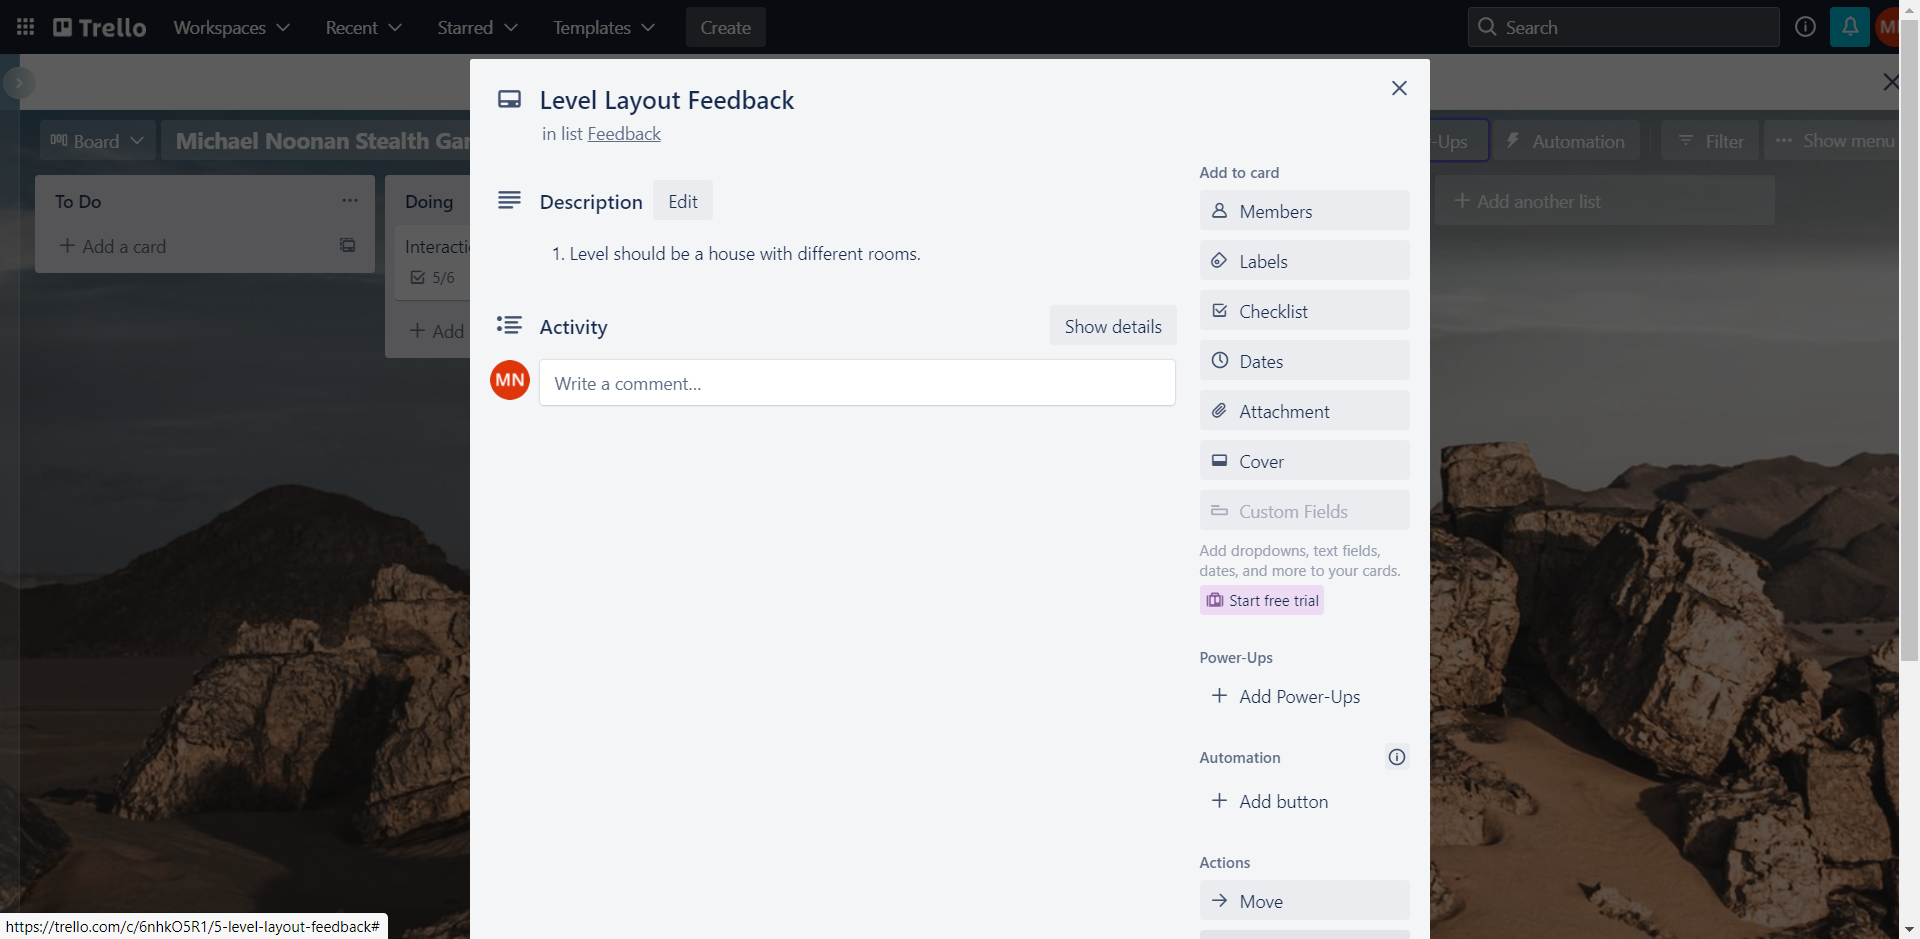 Trello
Workspaces
Recent
Starred
Templates
Create
Search
Board
Michael Noonan Stealth
-Ups
Automation
Filter
Show menu
To Do
Add a card
Doing
5/6
Add
Add another list
Level Layout Feedback
in list Feedback
Description
Edit
1. Level should be a house with different rooms.
Activity
Show details
MN
Write a comment...
Add to card
Members
Labels
Checklist
Dates
Attachment
Cover
Custom Fields
Add dropdowns, text fields,
dates, and more to your cards.
Start free trial
Power-Ups
Add Power-Ups
Automation
Add button
Actions
Move
https://trello.com/c/6nhkO5R1/5-level-layout-feedback#